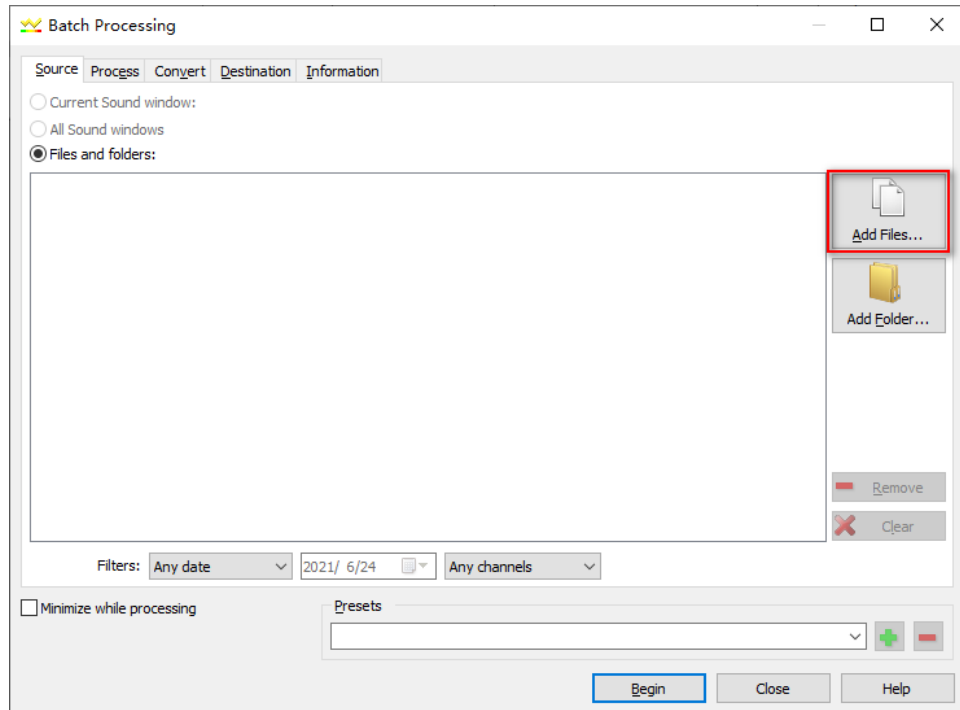 Batch Processing
Source Process Convert Destination Information
Current Sound window:
All Sound windows
Files and folders:
Add Files...
Add Folder...
Remove
Clear
Filters: Any date 2021/ 6/24 Any channels
Minimize while processing
Presets
Begin Close Help